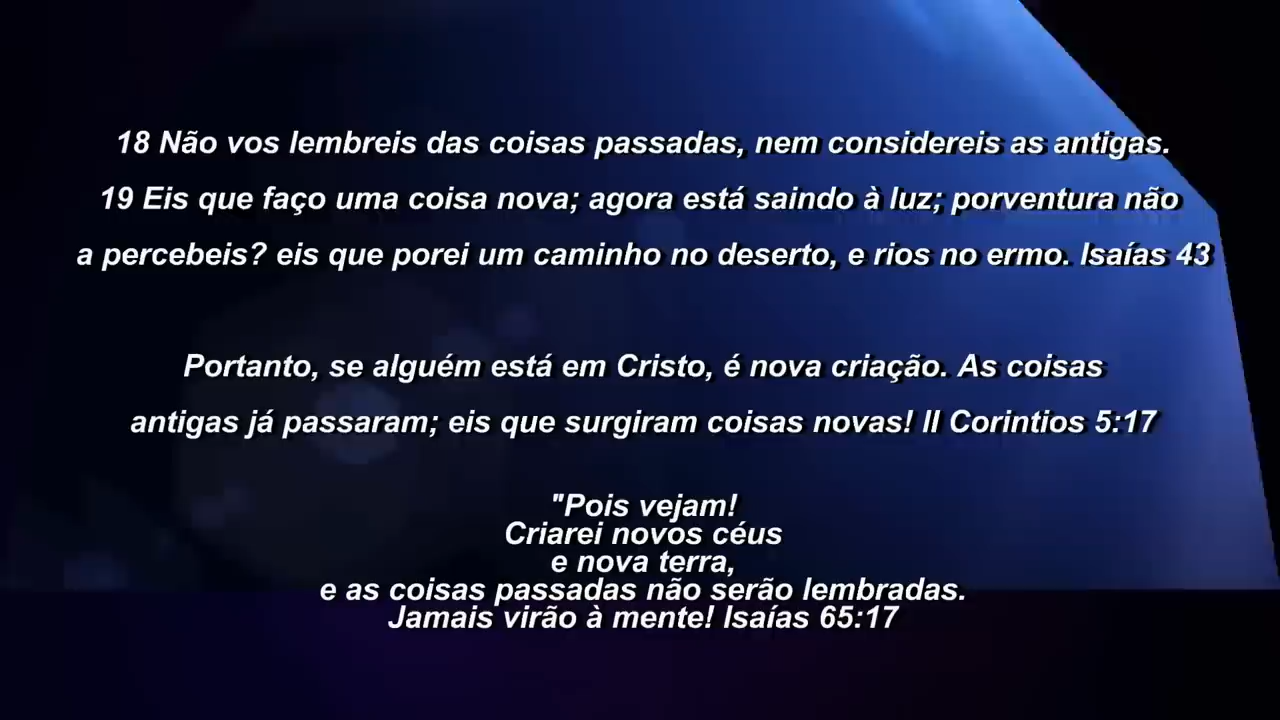 18 Não vos lembreis das coisas passadas, nem considereis as antigas.
19 Eis que faço uma coisa nova; agora está saindo à luz; porventura não
a percebeis? eis que porei um caminho no deserto, e rios no ermo. Isaías 43
Portanto, se alguém está em Cristo, é nova criação. As coisas
antigas já passaram; eis que surgiram coisas novas! II Corintios 5:17
"Pois vejam!
Criarei novos céus
e nova terra,
e as coisas passadas não serão lembradas.
Jamais virão à mente! Isaías 65:17